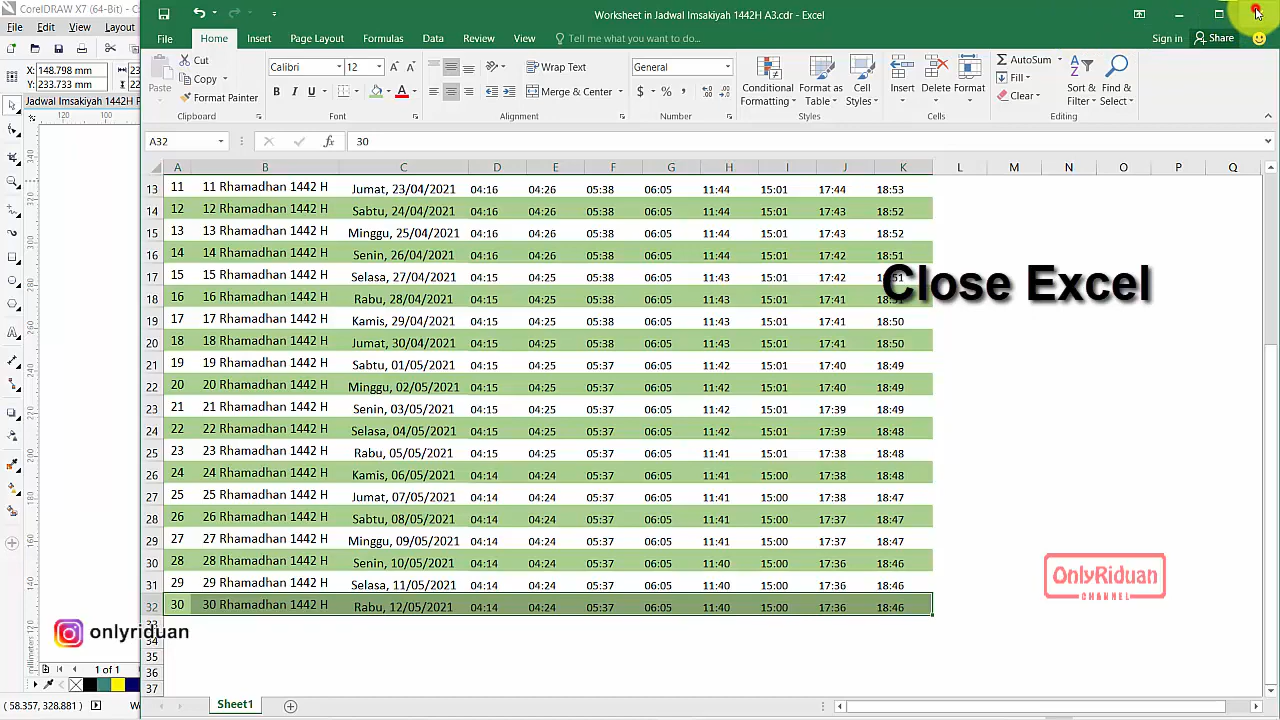 CorelDRAW X7 (64-Bit) -
File Edit View Layout
X: 148.798 mm
Y: 233.733 mm
Jadwal Imsakiyah 1442H
120 100
Worksheet in Jadwal Imsakiyah 1442H A3.cdr - Excel
File Home Insert Page Layout Formulas Data Review View Tell me what you want to do... Sign in Share
Paste Cut Copy Format Painter Clipboard
Calibri 12 B I U A Font
Wrap Text Merge & Center Alignment
General $ % , Number
Conditional Formatting Format as Table Cell Styles Styles
Insert Delete Format Cells
AutoSum Fill Clear Sort & Filter Find & Select Editing
A32 fx 30
A B C D E F G H I J K L M N O P Q
13 11 11 Rhamadhan 1442 H Jumat, 23/04/2021 04:16 04:26 05:38 06:05 11:44 15:01 17:44 18:53
14 12 12 Rhamadhan 1442 H Sabtu, 24/04/2021 04:16 04:26 05:38 06:05 11:44 15:01 17:43 18:52
15 13 13 Rhamadhan 1442 H Minggu, 25/04/2021 04:16 04:26 05:38 06:05 11:44 15:01 17:43 18:52
16 14 14 Rhamadhan 1442 H Senin, 26/04/2021 04:16 04:26 05:38 06:05 11:44 15:01 17:42 18:51
17 15 15 Rhamadhan 1442 H Selasa, 27/04/2021 04:15 04:25 05:38 06:05 11:43 15:01 17:42 18:51
Close Excel
18 16 16 Rhamadhan 1442 H Rabu, 28/04/2021 04:15 04:25 05:38 06:05 11:43 15:01 17:41
19 17 17 Rhamadhan 1442 H Kamis, 29/04/2021 04:15 04:25 05:38 06:05 11:43 15:01 17:41 18:50
20 18 18 Rhamadhan 1442 H Jumat, 30/04/2021 04:15 04:25 05:38 06:05 11:43 15:01 17:41 18:50
21 19 19 Rhamadhan 1442 H Sabtu, 01/05/2021 04:15 04:25 05:37 06:05 11:42 15:01 17:40 18:49
22 20 20 Rhamadhan 1442 H Minggu, 02/05/2021 04:15 04:25 05:37 06:05 11:42 15:01 17:40 18:49
23 21 21 Rhamadhan 1442 H Senin, 03/05/2021 04:15 04:25 05:37 06:05 11:42 15:01 17:39 18:49
24 22 22 Rhamadhan 1442 H Selasa, 04/05/2021 04:15 04:25 05:37 06:05 11:42 15:01 17:39 18:48
25 23 23 Rhamadhan 1442 H Rabu, 05/05/2021 04:15 04:25 05:37 06:05 11:42 15:01 17:38 18:48
26 24 24 Rhamadhan 1442 H Kamis, 06/05/2021 04:14 04:24 05:37 06:05 11:41 15:00 17:38 18:48
27 25 25 Rhamadhan 1442 H Jumat, 07/05/2021 04:14 04:24 05:37 06:05 11:41 15:00 17:38 18:47
28 26 26 Rhamadhan 1442 H Sabtu, 08/05/2021 04:14 04:24 05:37 06:05 11:41 15:00 17:37 18:47
29 27 27 Rhamadhan 1442 H Minggu, 09/05/2021 04:14 04:24 05:37 06:05 11:41 15:00 17:37 18:47
30 28 28 Rhamadhan 1442 H Senin, 10/05/2021 04:14 04:24 05:37 06:05 11:40 15:00 17:36 18:46
31 29 29 Rhamadhan 1442 H Selasa, 11/05/2021 04:14 04:24 05:37 06:05 11:40 15:00 17:36 18:46
32 30 30 Rhamadhan 1442 H Rabu, 12/05/2021 04:14 04:24 05:37 06:05 11:40 15:00 17:36 18:46
OnlyRiduan
CHANNEL
onlyriduan
34
35
36
37
1 of 1
Sheet1
(58.357, 328.881)